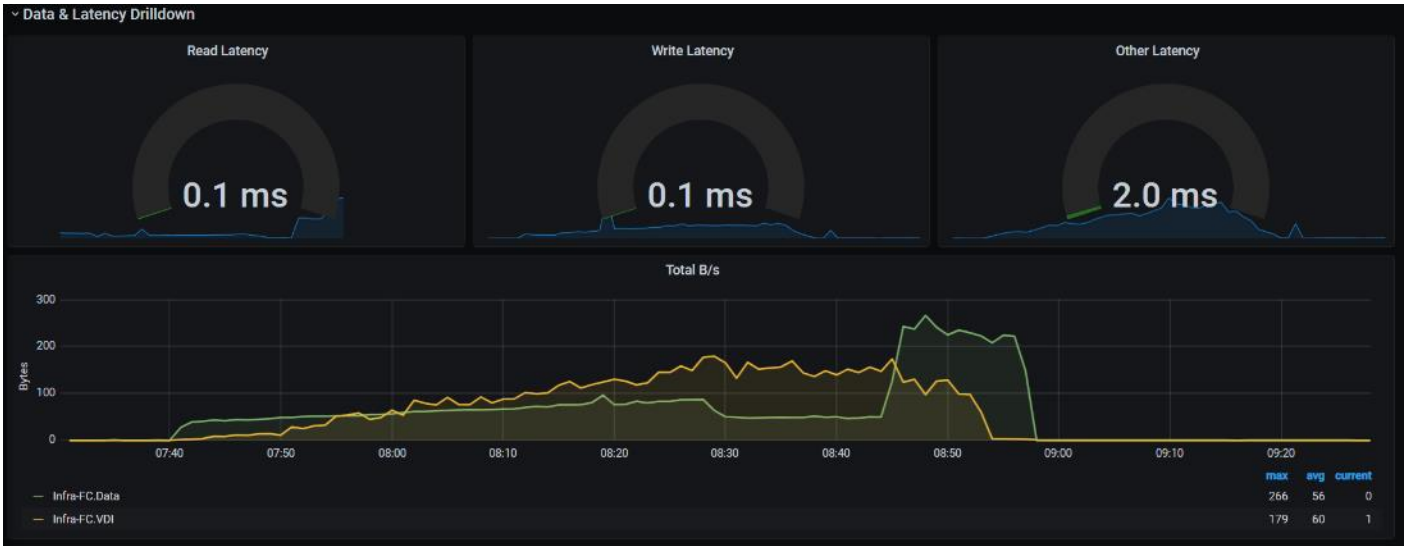 Data & Latency Drilldown
Read Latency
Write Latency
Other Latency
0.1 ms
0.1 ms
2.0 ms
Total B/s
300
200
100
0
Bytes
07:40
07:50
08:00
08:10
08:20
08:30
08:40
08:50
09:00
09:10
09:20
max avg current
Infra-FC.Data 266 56 0
Infra-FC.VDI 179 60 1